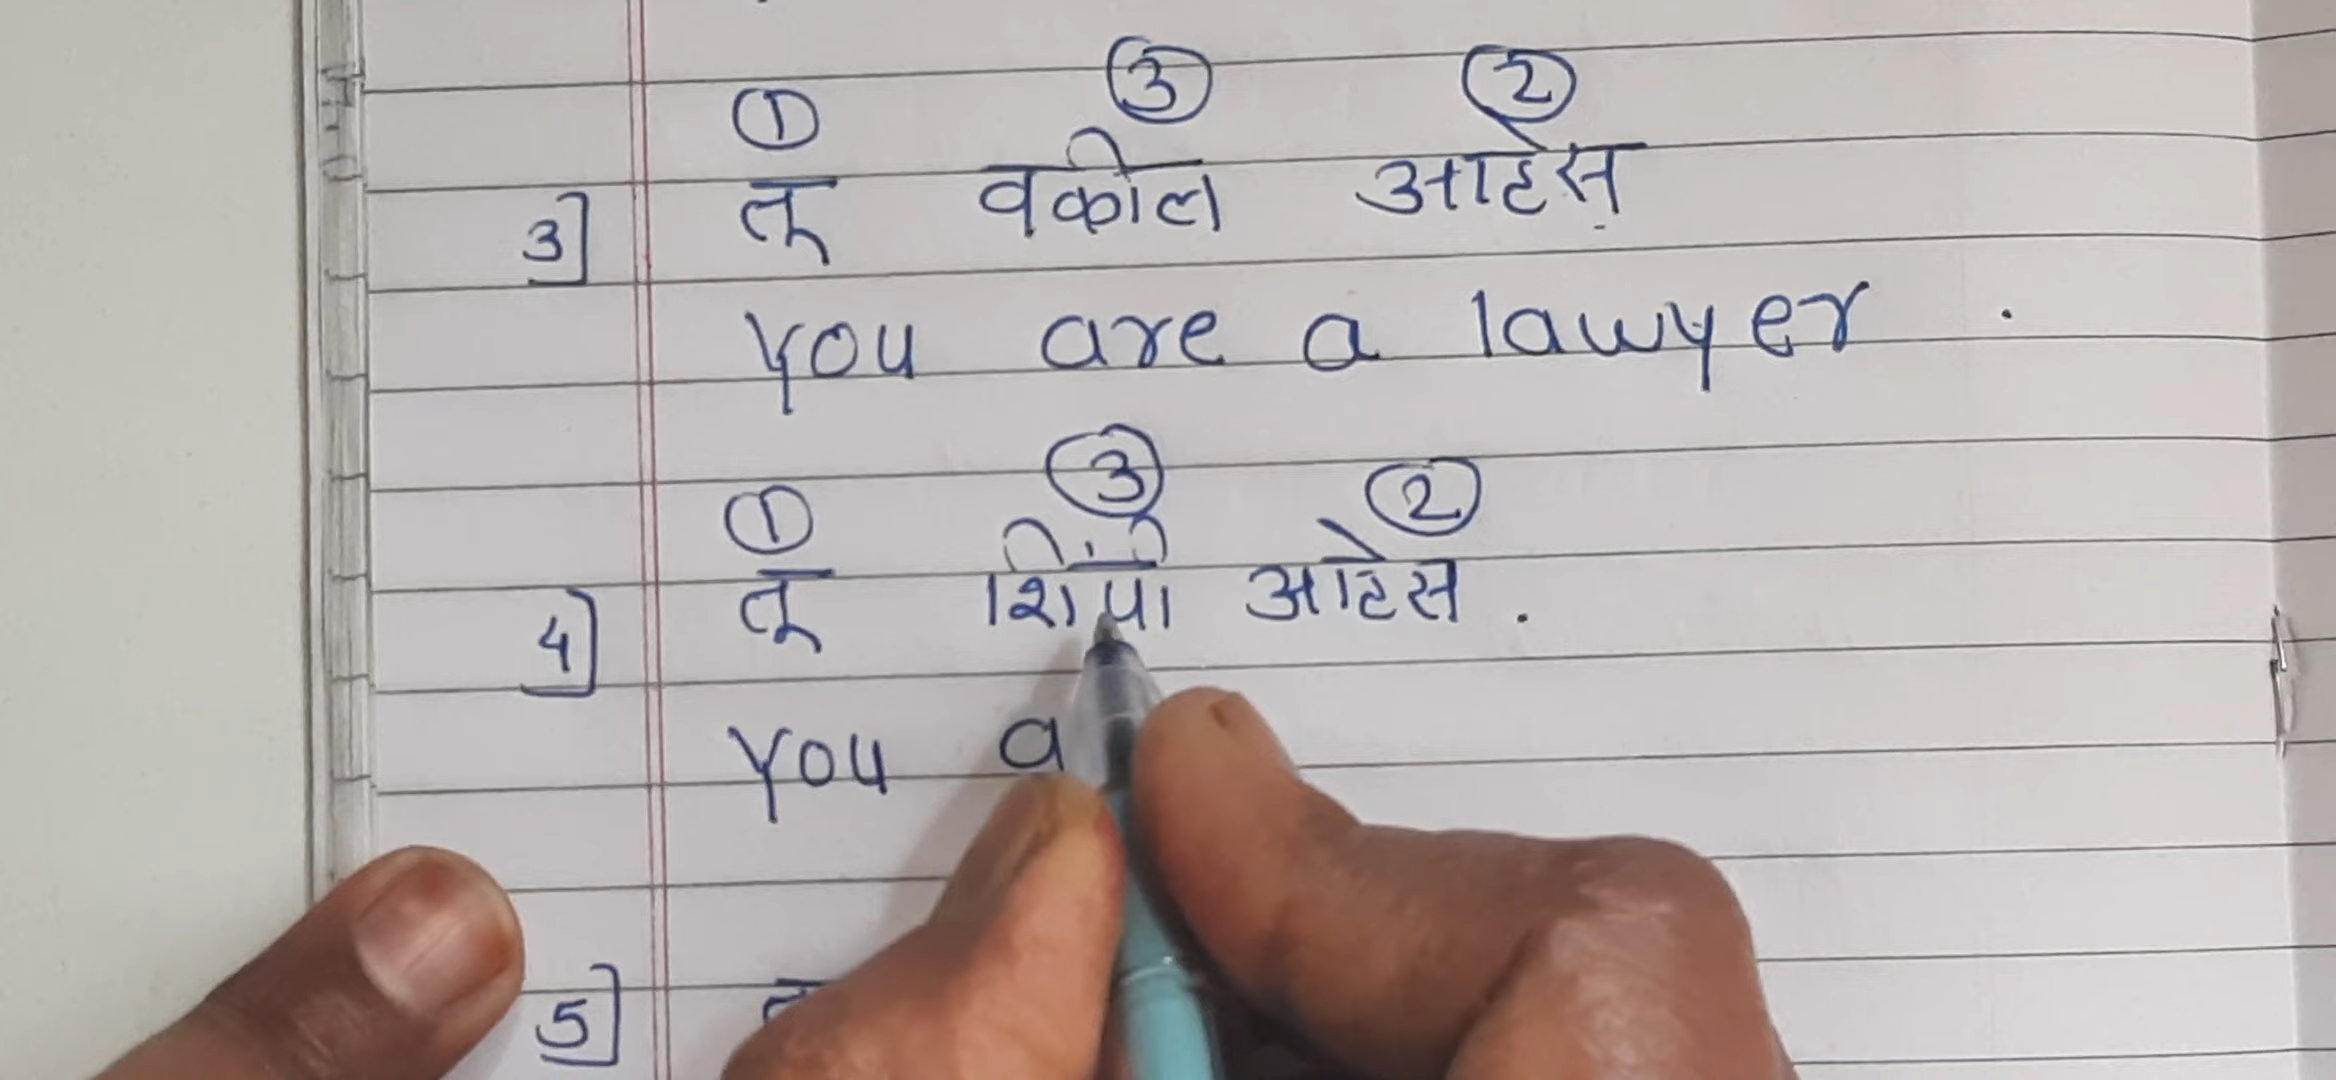 ① ③ ②
3] तू वकील आहेस.
You are a lawyer.
① ③ ②
4] तू शिंपी आहेस.
You a
5]